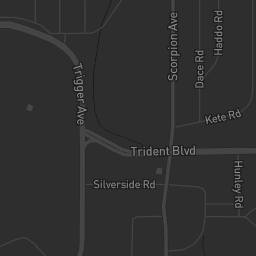 Scorpion Ave
Haddo Rd
Dace Rd
Trigger Ave
Kete Rd
Trident Blvd
Silverside Rd
Hunley Rd